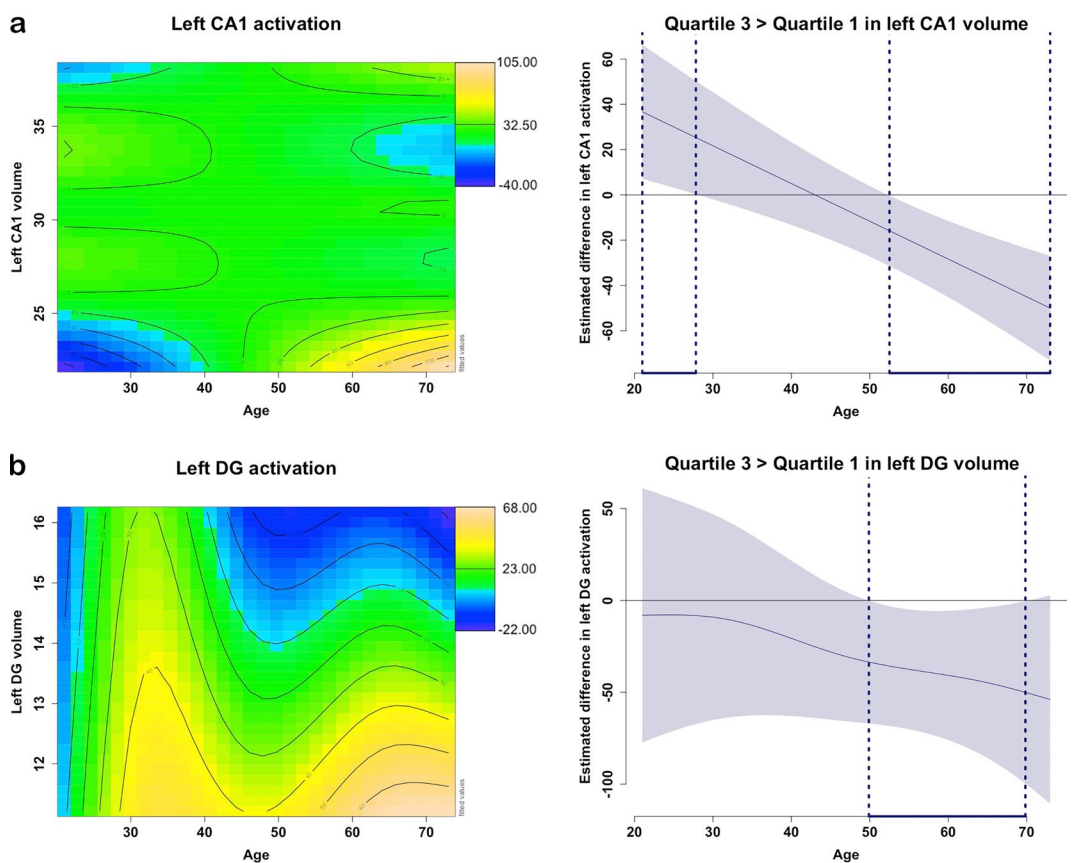 a
Left CA1 activation
Quartile 3 > Quartile 1 in left CA1 volume
105.00
32.50
-40.00
35
30
25
Left CA1 volume
30 40 50 60 70
Age
fitted values
60
40
20
0
-20
-40
-60
Estimated difference in left CA1 activation
20 30 40 50 60 70
Age
b
Left DG activation
Quartile 3 > Quartile 1 in left DG volume
68.00
23.00
-22.00
16
15
14
13
12
Left DG volume
30 40 50 60 70
Age
fitted values
50
0
-50
-100
Estimated difference in left DG activation
20 30 40 50 60 70
Age